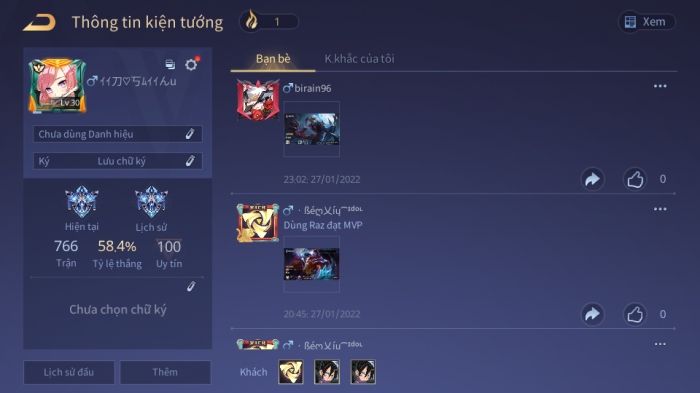 Thông tin kiện tướng
1
Xem
Lv.30
Chưa dùng Danh hiệu
Ký Lưu chữ ký
Hiện tại Lịch sử
766 58.4% 100
Trận Tỷ lệ thắng Uy tín
Chưa chọn chữ ký
Lịch sử đấu Thêm
Bạn bè K.khắc của tôi
birain96
23:02: 27/01/2022
0
Dùng Raz đạt MVP
20:45: 27/01/2022
0
Khách